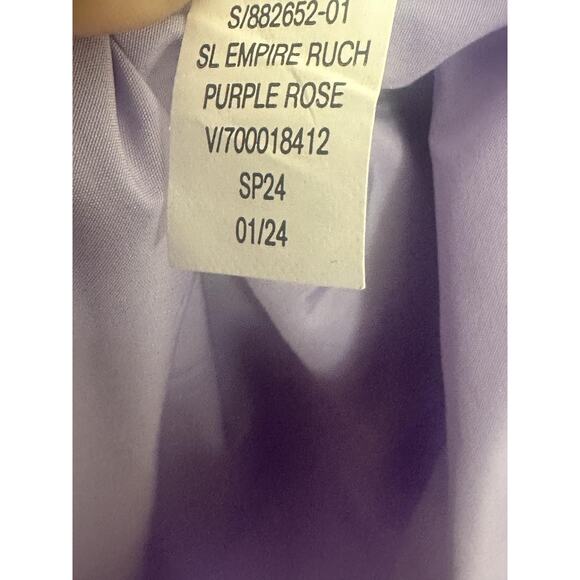 S/882652-01
SL EMPIRE RUCH
PURPLE ROSE
V/700018412
SP24
01/24